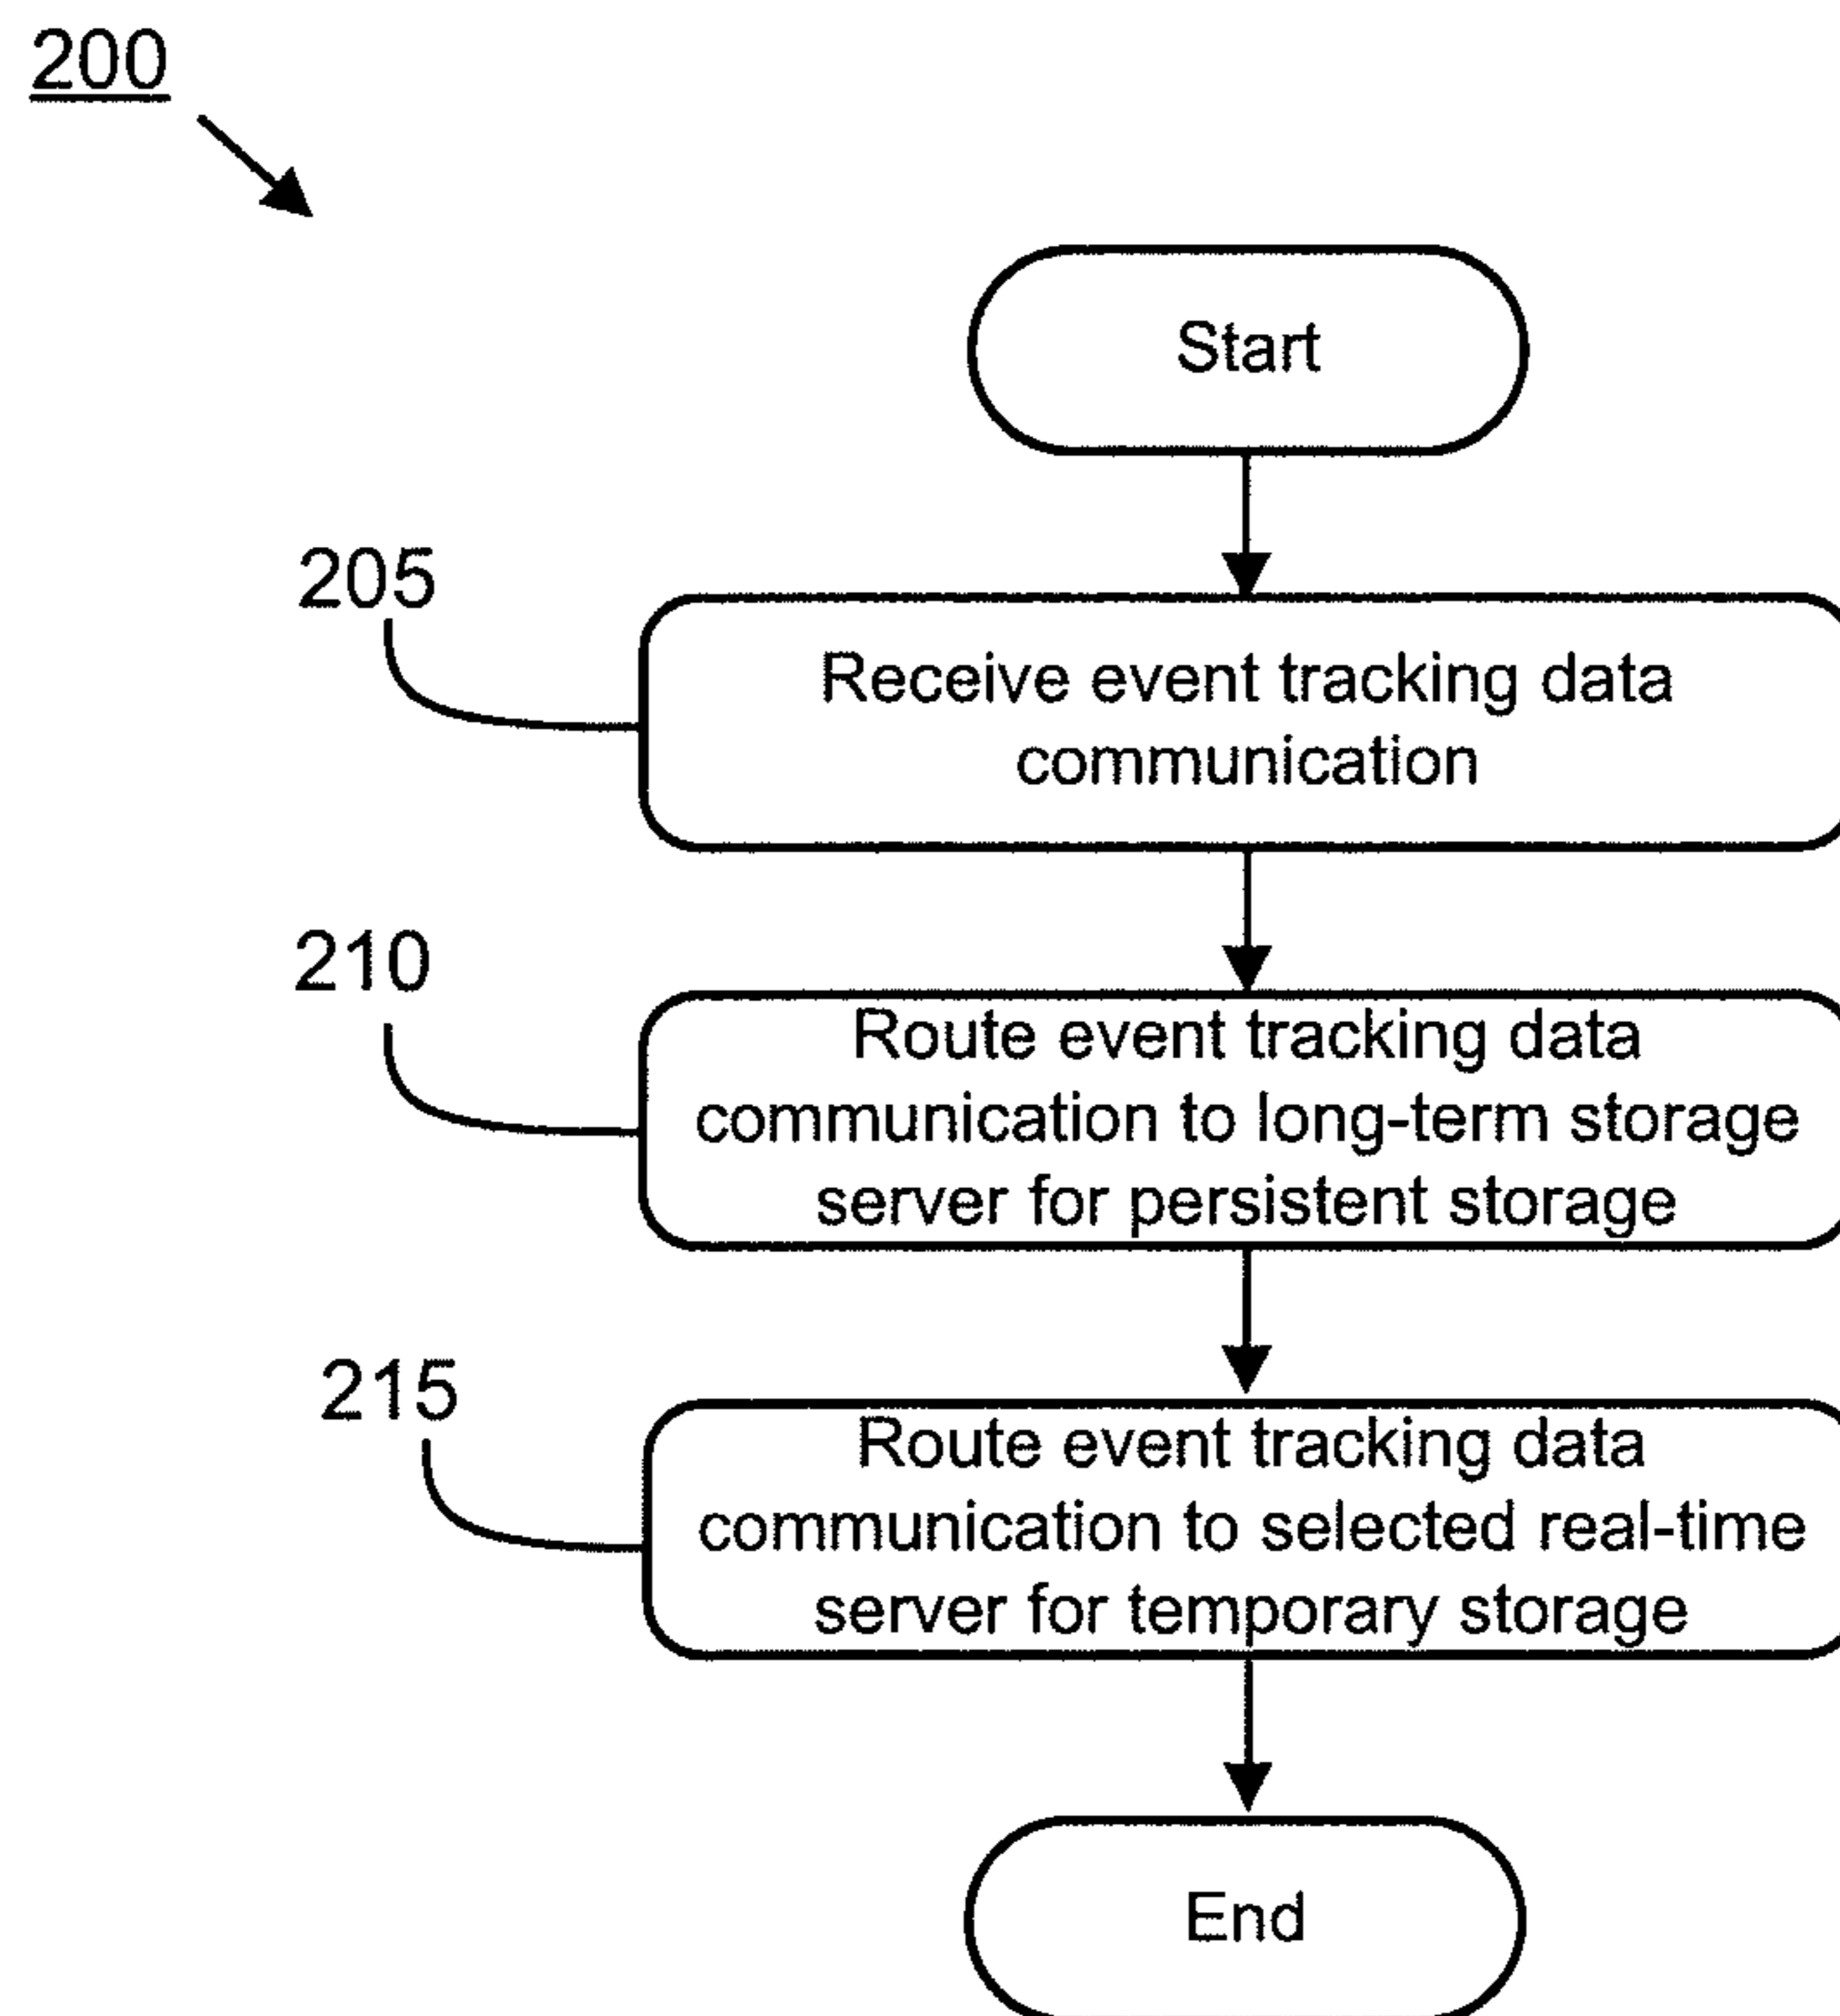 200
Start
205
Receive event tracking data
communication
210
Route event tracking data
communication to long-term storage
server for persistent storage
215
Route event tracking data
communication to selected real-time
server for temporary storage
End